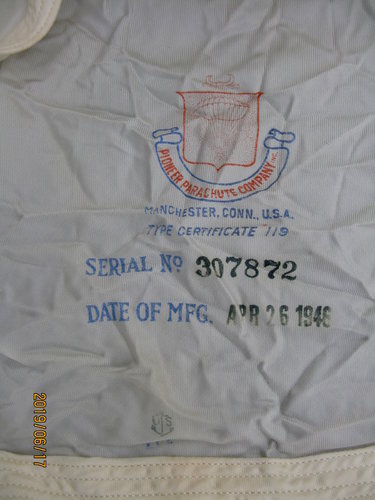 PIONEER PARACHUTE COMPANY INC.
MANCHESTER, CONN., U.S.A.
TYPE CERTIFICATE 119
SERIAL Nº 307872
DATE OF MFG. APR 26 1946
2019/06/17